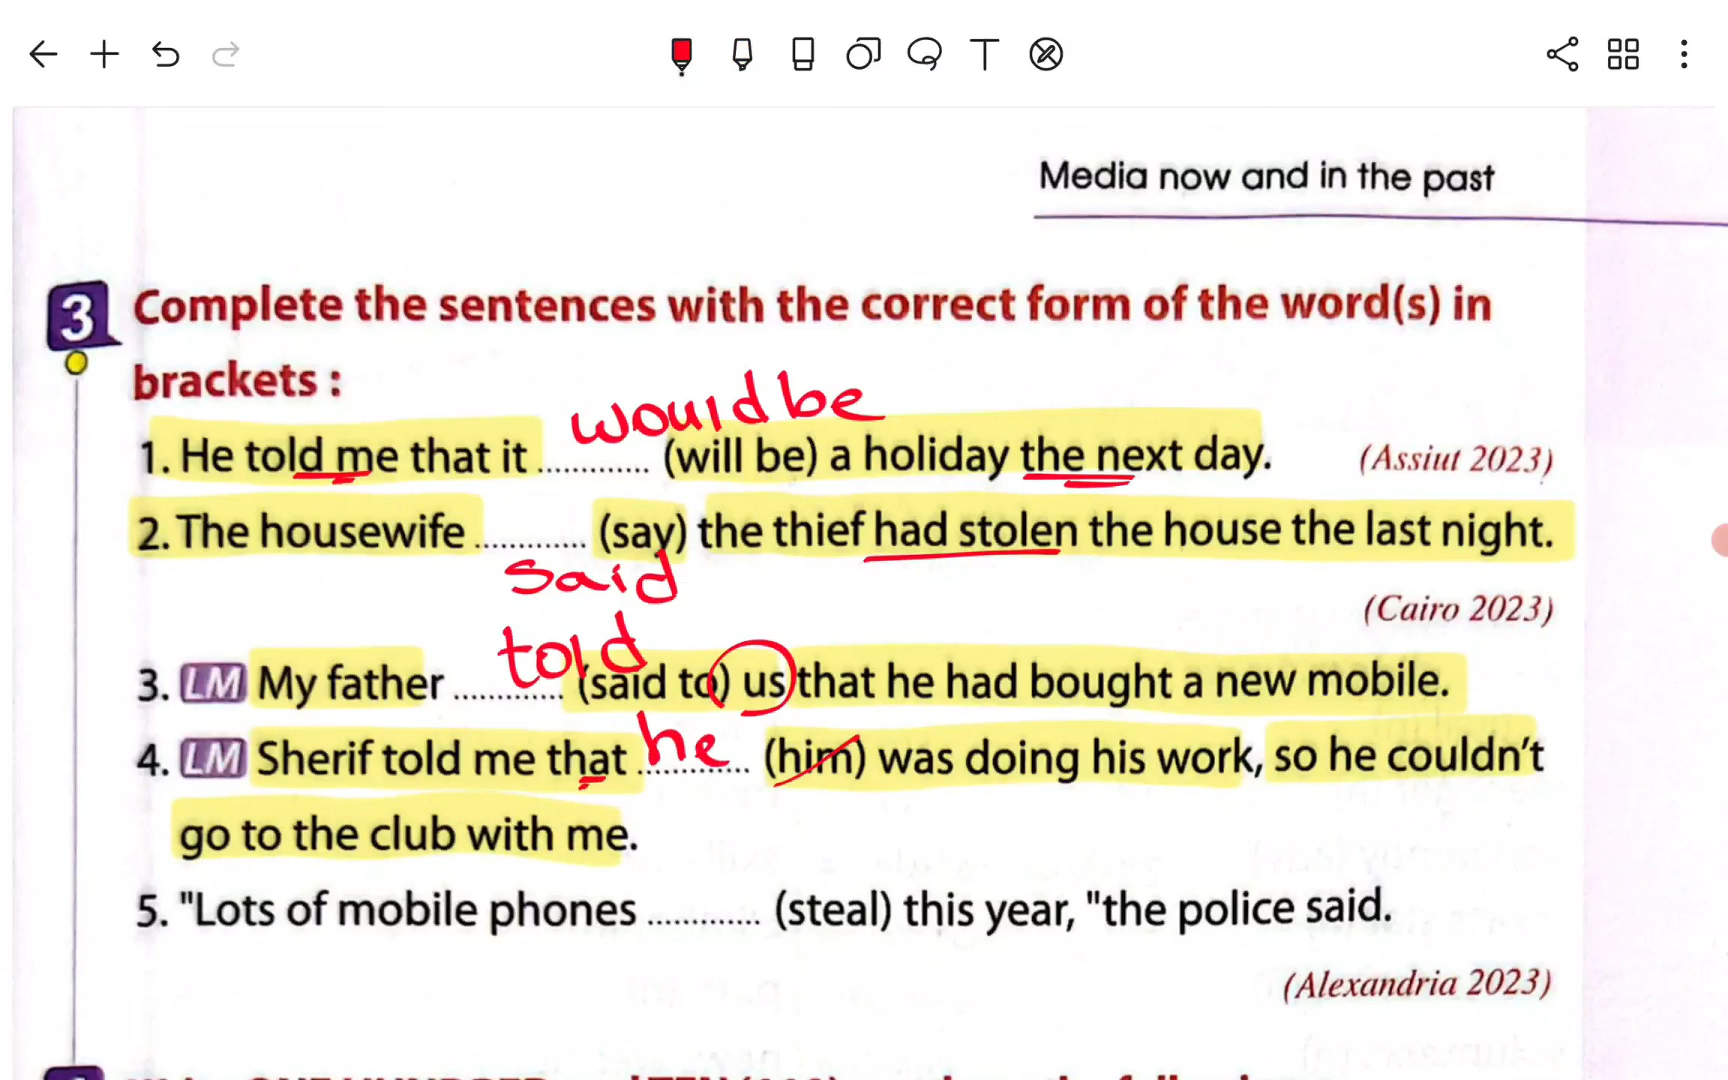 Media now and in the past
3 Complete the sentences with the correct form of the word(s) in
brackets :
would be
1. He told me that it ............ (will be) a holiday the next day. (Assiut 2023)
2. The housewife ............ (say) the thief had stolen the house the last night.
said
(Cairo 2023)
told
3. LM My father ............ (said to) us that he had bought a new mobile.
he
4. LM Sherif told me that ............ (him) was doing his work, so he couldn't
go to the club with me.
5. "Lots of mobile phones ............ (steal) this year, "the police said.
(Alexandria 2023)